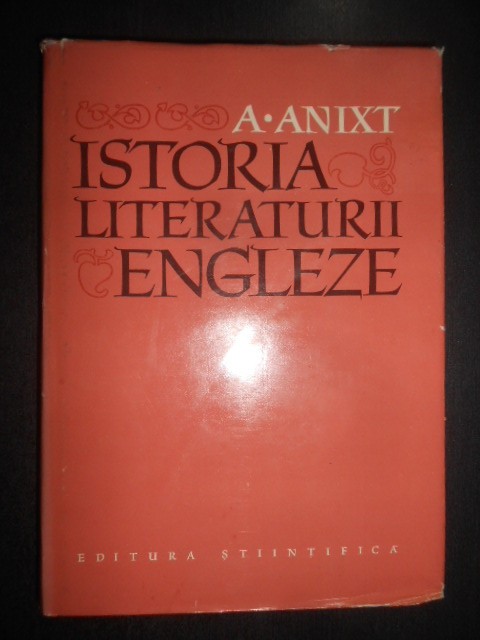 A·ANIXT
ISTORIA
LITERATURII
ENGLEZE
EDITURA ȘTIINȚIFICĂ